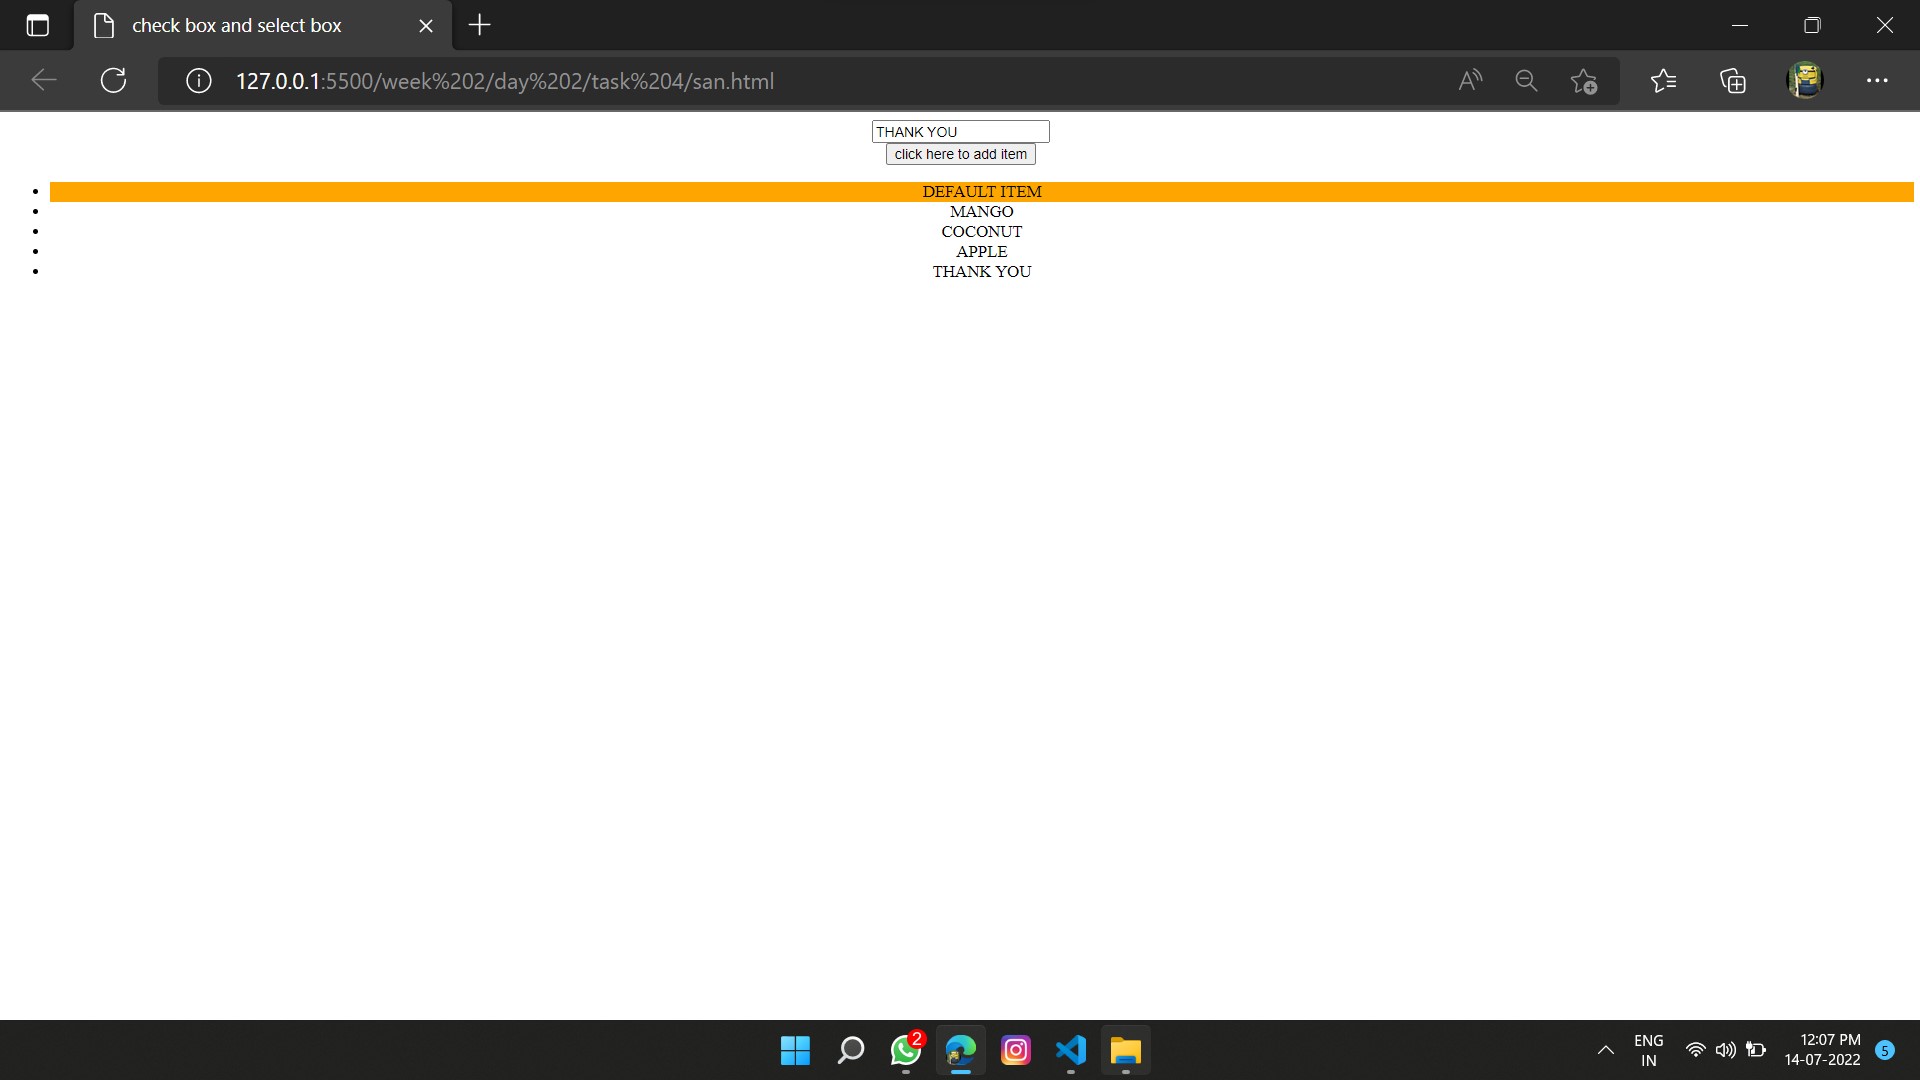 check box and select box
127.0.0.1:5500/week%202/day%202/task%204/san.html
THANK YOU
click here to add item
DEFAULT ITEM
MANGO
COCONUT
APPLE
THANK YOU
2
ENG
IN
12:07 PM
14-07-2022
5